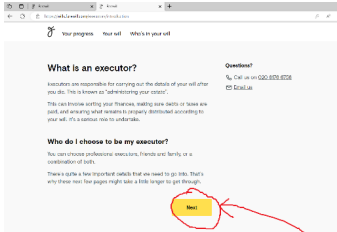 Your progress Your will Who's in your will
What is an executor?
Executors are responsible for carrying out the details of your will after
you die. This is known as "administering your estate".
This can involve sorting your finances, making sure debts or taxes are
paid, and ensuring what remains is properly distributed according to
your will. It's a serious role to undertake.
Who do I choose to be my executor?
You can choose professional executors, friends and family, or a
combination of both.
There's quite a few important details that we need to go into. That's
why these next few pages might take a little longer to get through.
Next
Questions?
Call us on 020
Email us